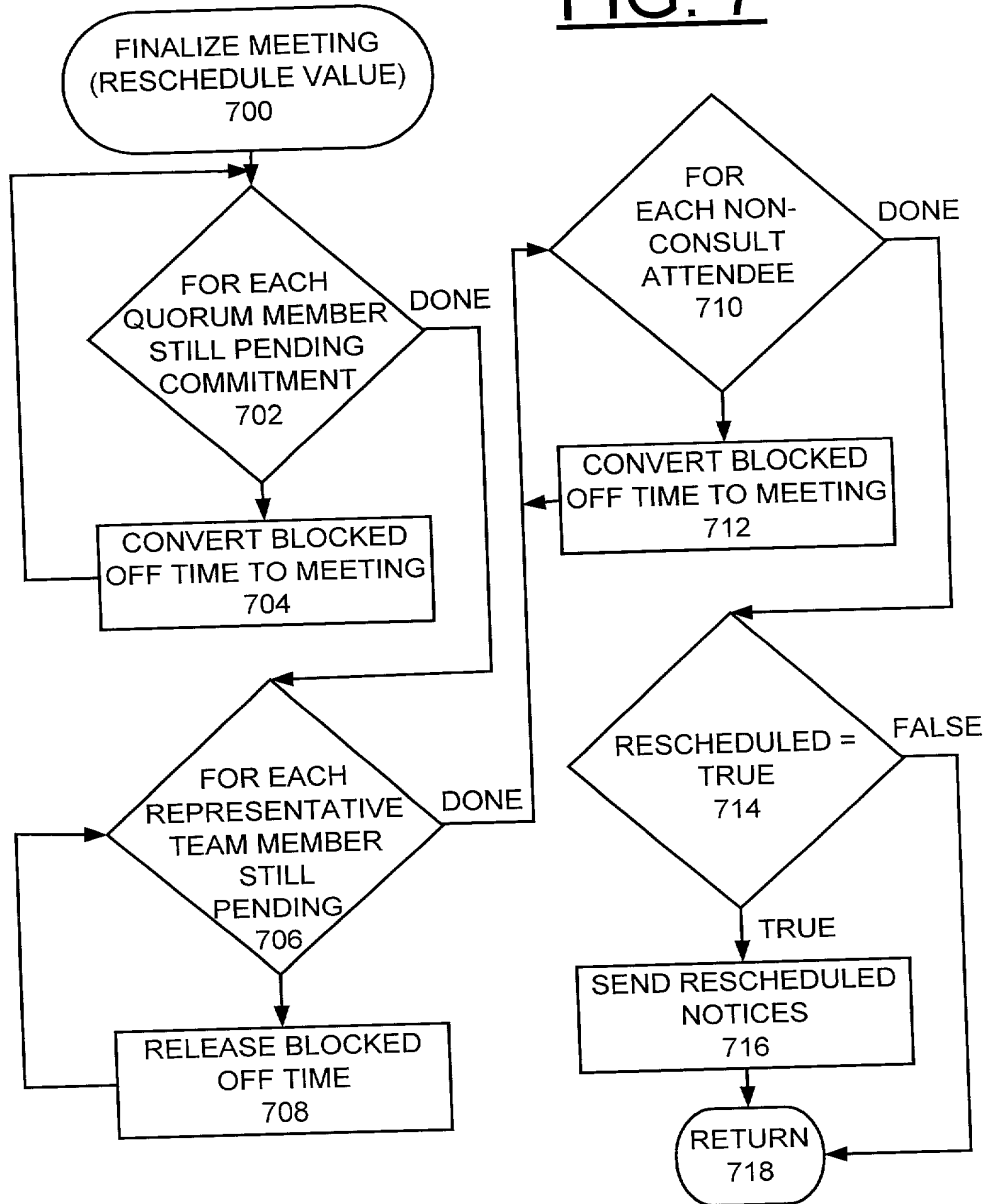 FIG. 7
FINALIZE MEETING
(RESCHEDULE VALUE)
700
FOR EACH
QUORUM MEMBER
STILL PENDING
COMMITMENT
702
DONE
CONVERT BLOCKED
OFF TIME TO MEETING
704
FOR EACH
REPRESENTATIVE
TEAM MEMBER
STILL
PENDING
706
DONE
RELEASE BLOCKED
OFF TIME
708
FOR
EACH NON-
CONSULT
ATTENDEE
710
DONE
CONVERT BLOCKED
OFF TIME TO MEETING
712
RESCHEDULED =
TRUE
714
FALSE
TRUE
SEND RESCHEDULED
NOTICES
716
RETURN
718